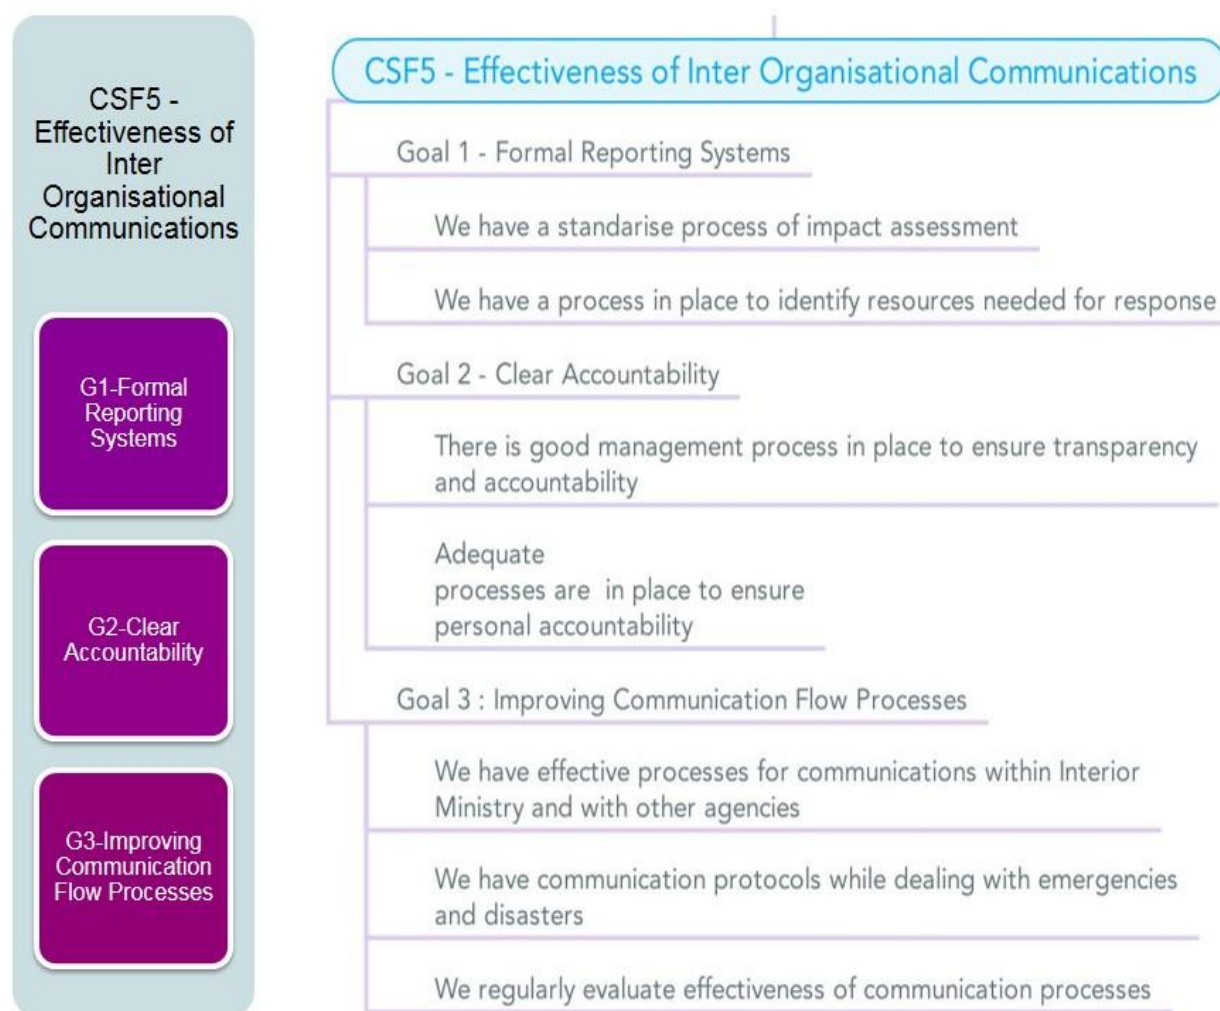 CSF5 -
Effectiveness of
Inter
Organisational
Communications
G1-Formal
Reporting
Systems
G2-Clear
Accountability
G3-Improving
Communication
Flow Processes
CSF5 - Effectiveness of Inter Organisational Communications
Goal 1 - Formal Reporting Systems
We have a standarise process of impact assessment
We have a process in place to identify resources needed for response
Goal 2 - Clear Accountability
There is good management process in place to ensure transparency
and accountability
Adequate
processes are in place to ensure
personal accountability
Goal 3 : Improving Communication Flow Processes
We have effective processes for communications within Interior
Ministry and with other agencies
We have communication protocols while dealing with emergencies
and disasters
We regularly evaluate effectiveness of communication processes